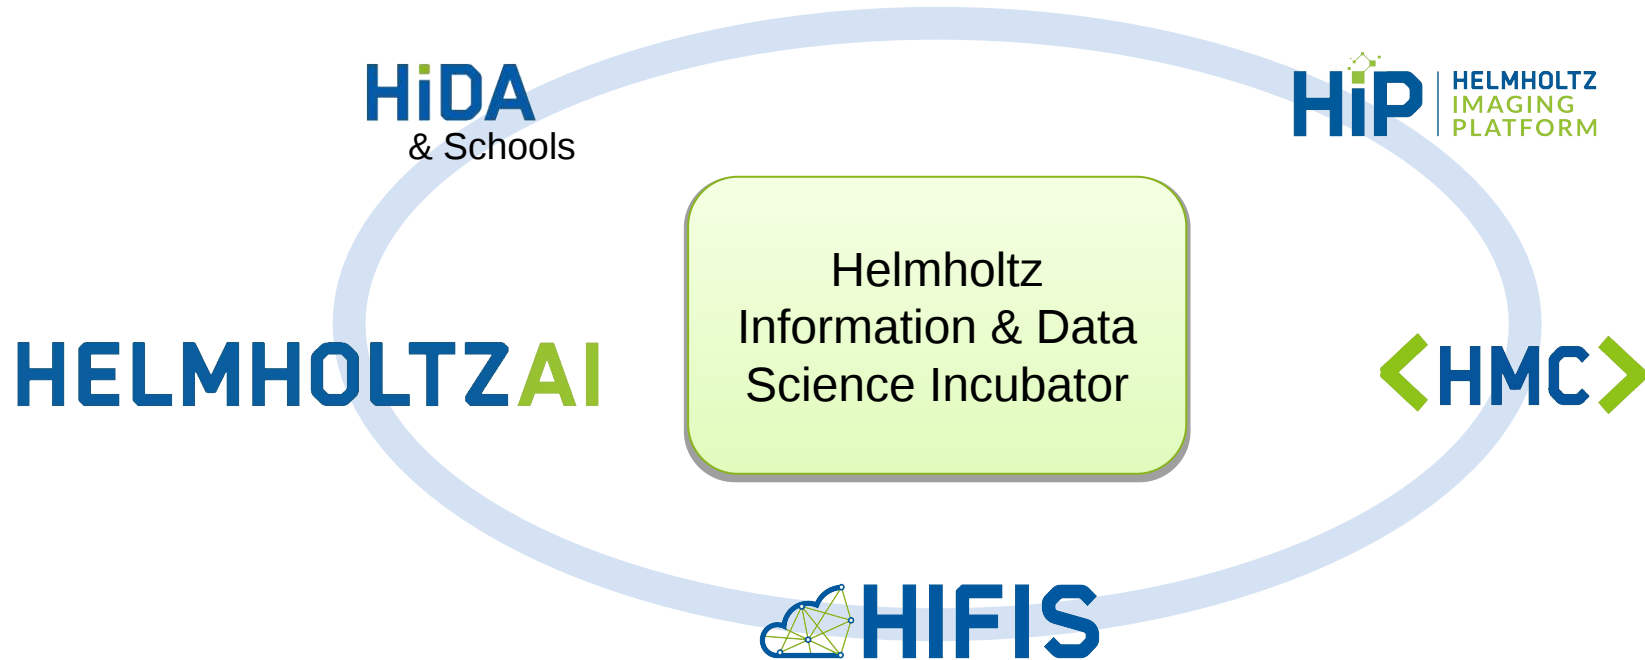 HiDA
& Schools
HiP
HELMHOLTZ
IMAGING
PLATFORM
Helmholtz
Information & Data
Science Incubator
HELMHOLTZAI
<HMC>
HIFIS